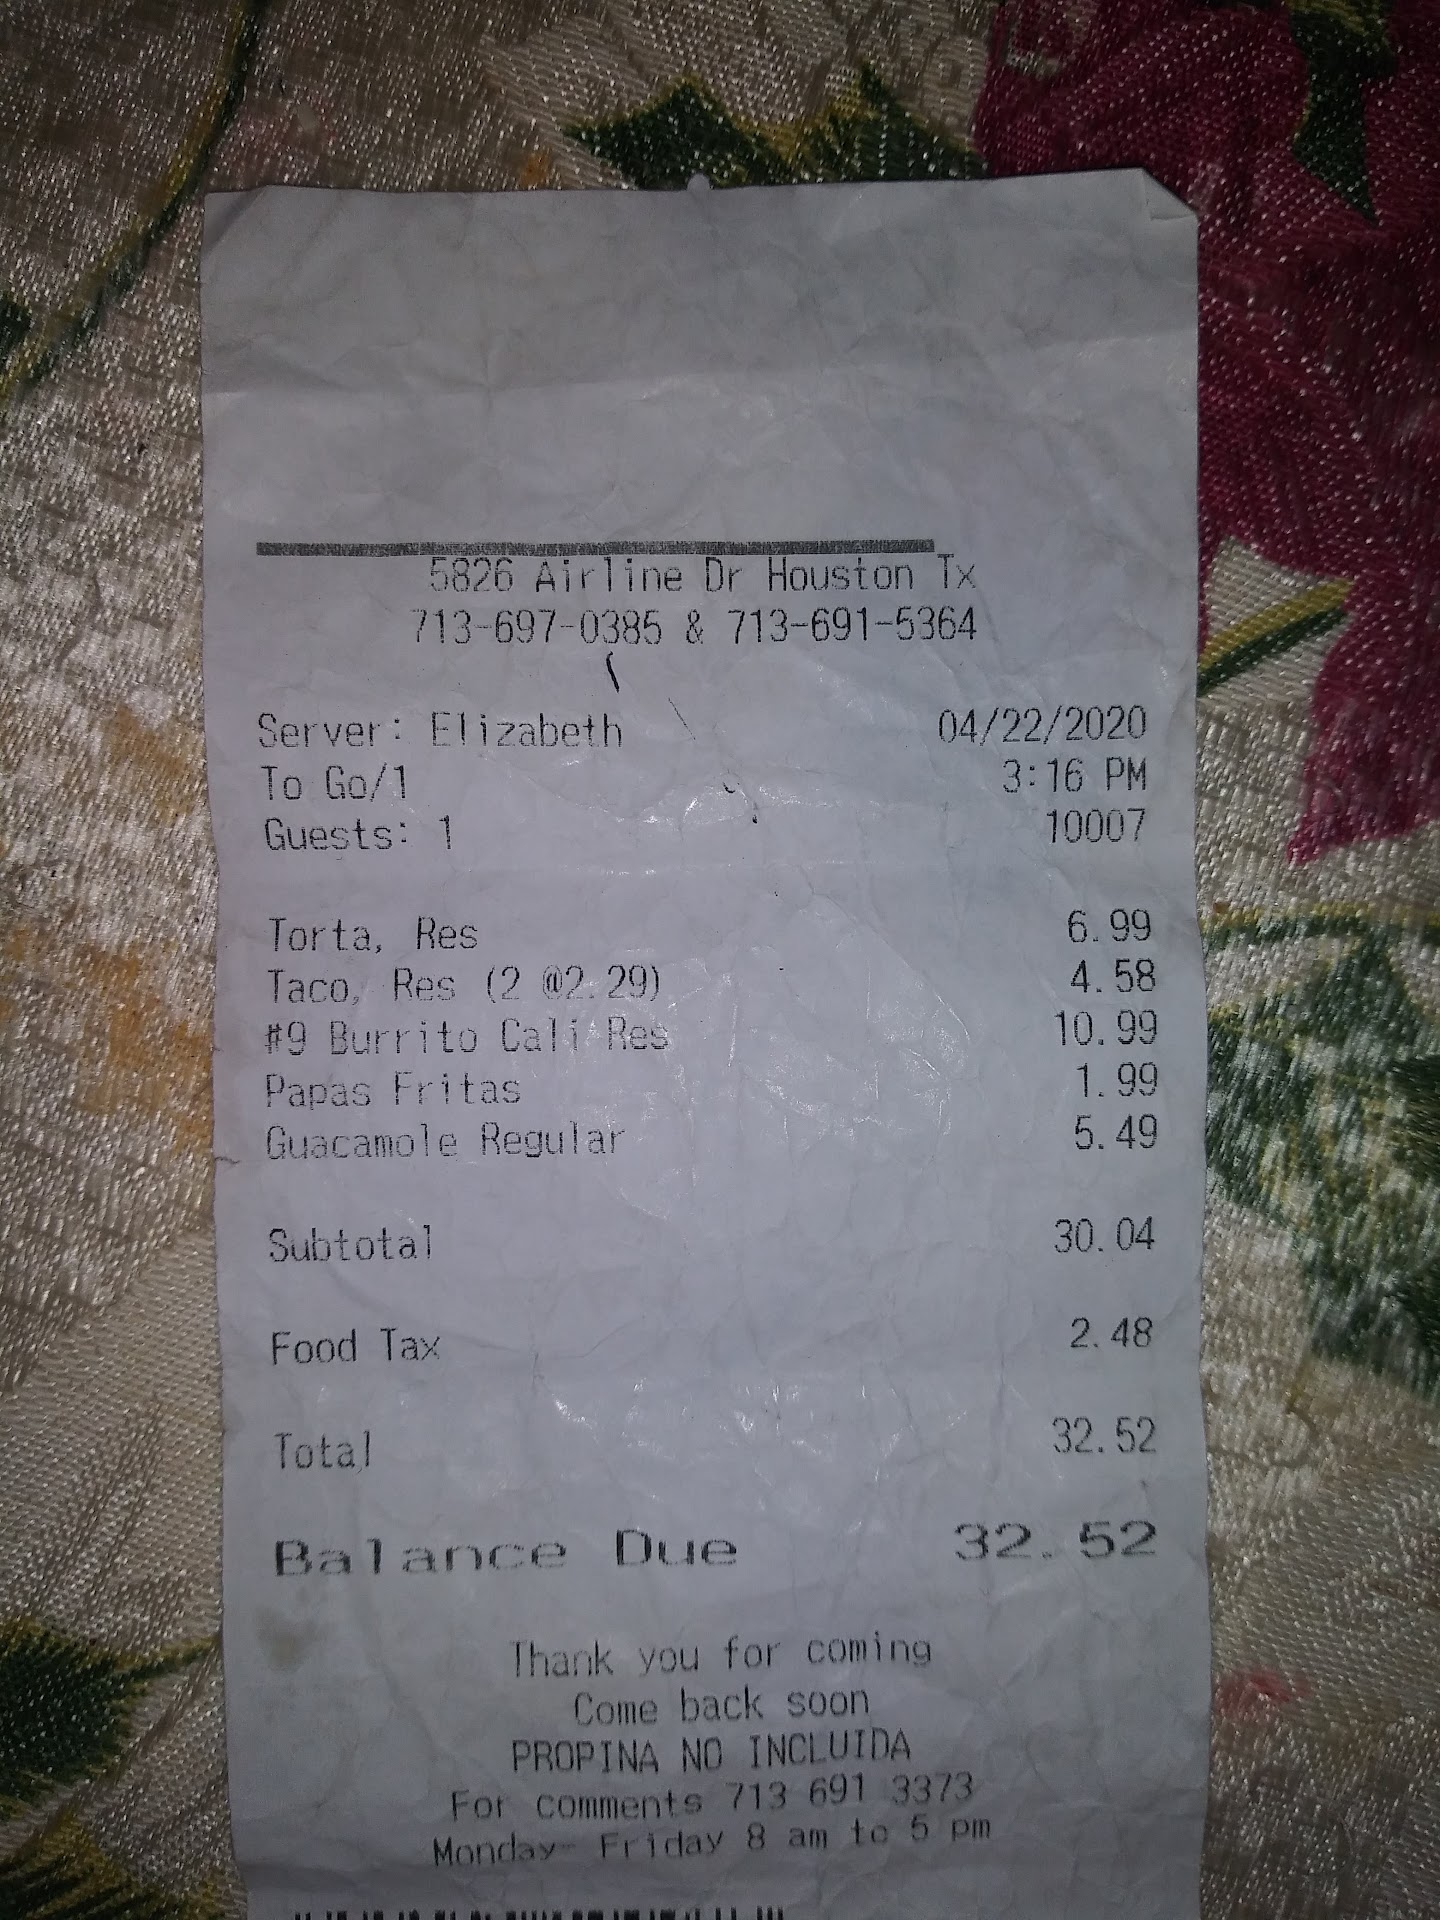 5826 Airline Dr Houston Tx
713-697-0385 & 713-691-5364
Server: Elizabeth 04/22/2020
To Go/1 3:16 PM
Guests: 1 10007
Torta, Res 6.99
Taco, Res (2 @2.29) 4.58
#9 Burrito Cali Res 10.99
Papas Fritas 1.99
Guacamole Regular 5.49
Subtotal 30.04
Food Tax 2.48
Total 32.52
Balance Due 32.52
Thank you for coming
Come back soon
PROPINA NO INCLUIDA
For comments 713 691 3373
Monday- Friday 8 am to 5 pm